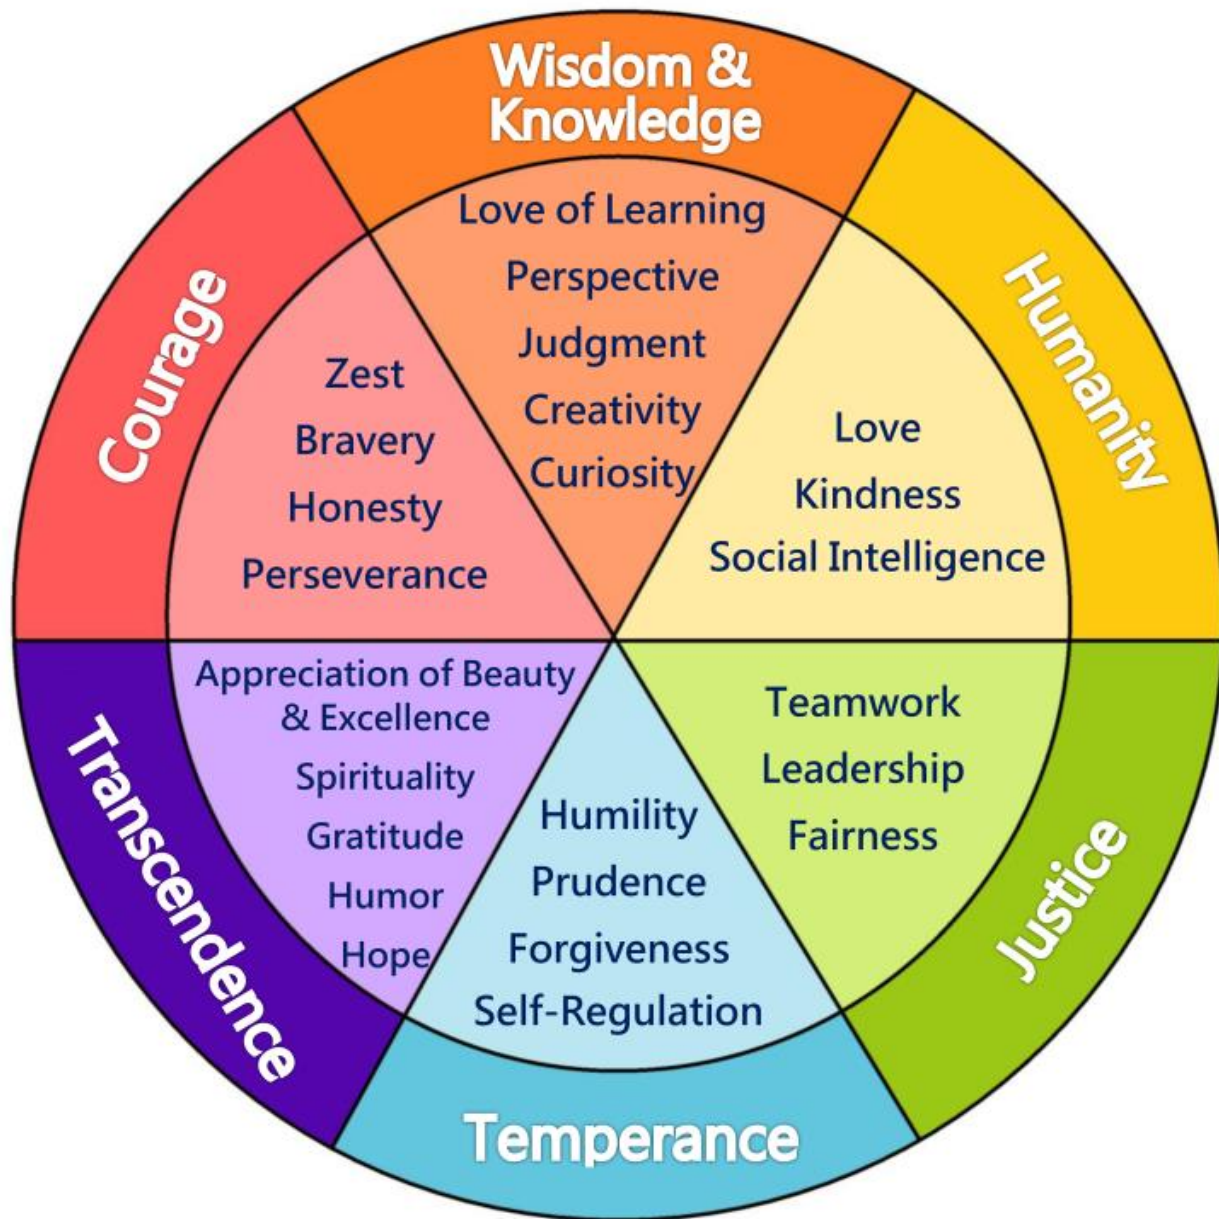 Wisdom &
Knowledge
Love of Learning
Perspective
Judgment
Creativity
Curiosity
Humanity
Love
Kindness
Social Intelligence
Justice
Teamwork
Leadership
Fairness
Temperance
Humility
Prudence
Forgiveness
Self-Regulation
Transcendence
Appreciation of Beauty
& Excellence
Spirituality
Gratitude
Humor
Hope
Courage
Zest
Bravery
Honesty
Perseverance